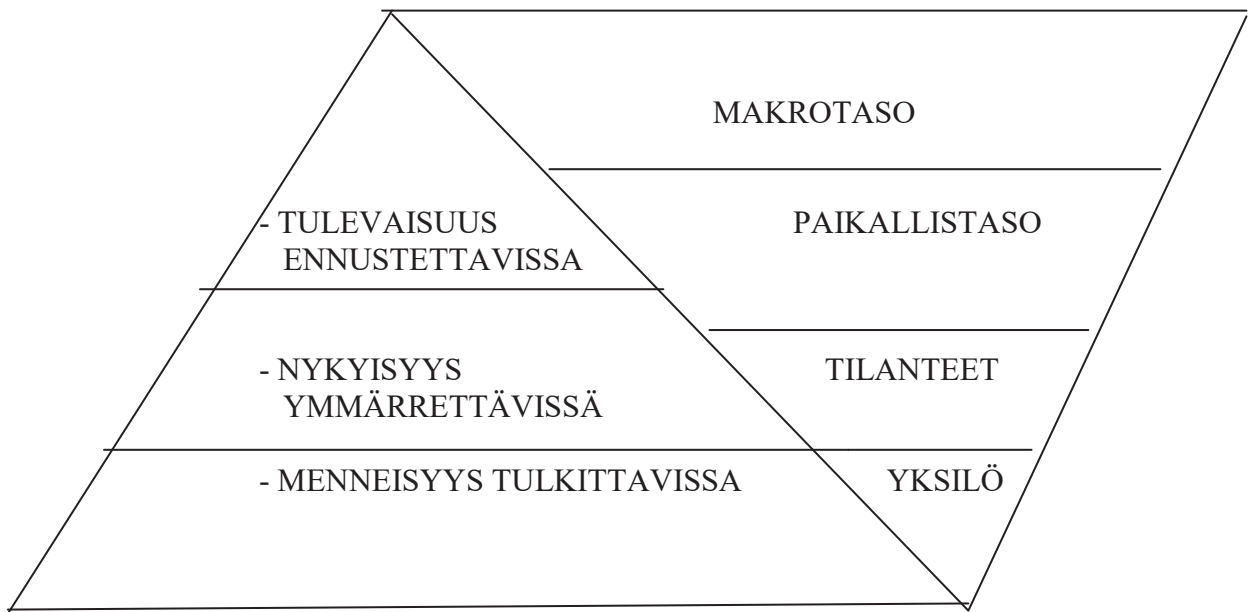 MAKROTASO
- TULEVAISUUS
ENNUSTETTAVISSA
PAIKALLISTASO
- NYKYISYYS
YMMÄRRETTÄVISSÄ
TILANTEET
- MENNEISYYS TULKITTAVISSA
YKSILÖ